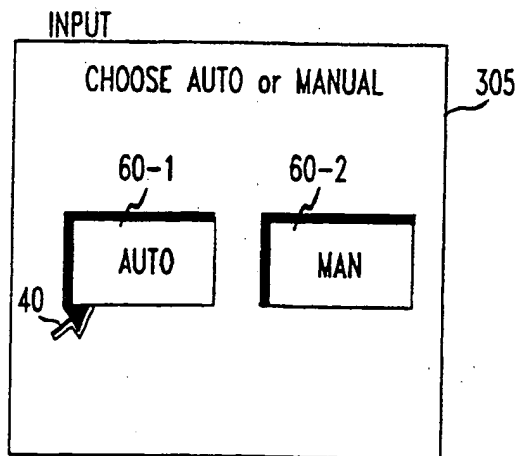 INPUT
CHOOSE AUTO or MANUAL
305
60-1 60-2
AUTO MAN
40